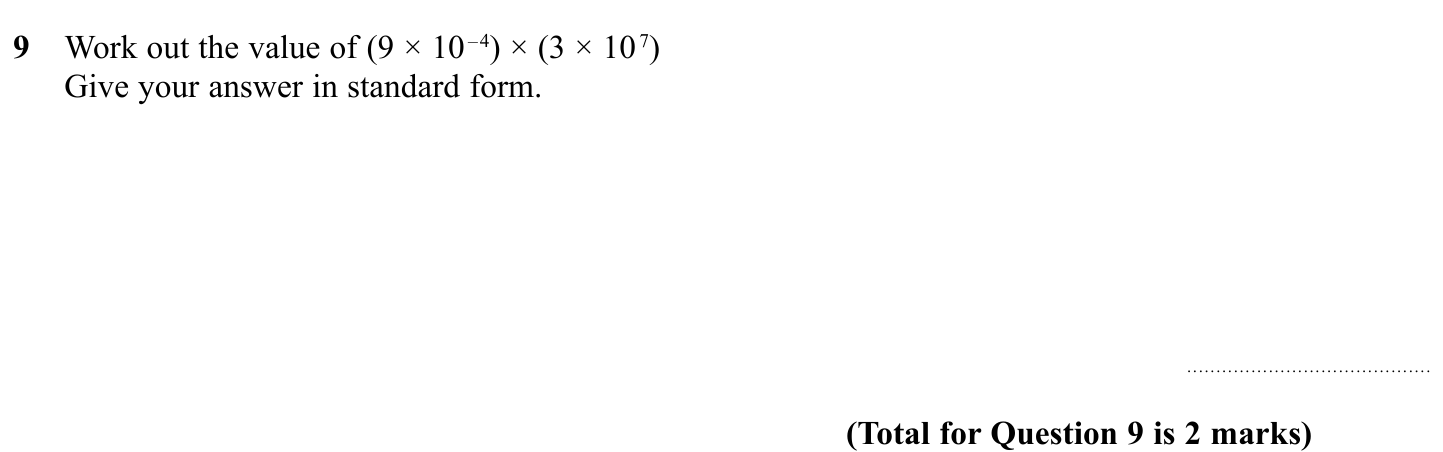 9 Work out the value of (9 × 10⁻⁴) × (3 × 10⁷)
Give your answer in standard form.
..........................................
(Total for Question 9 is 2 marks)